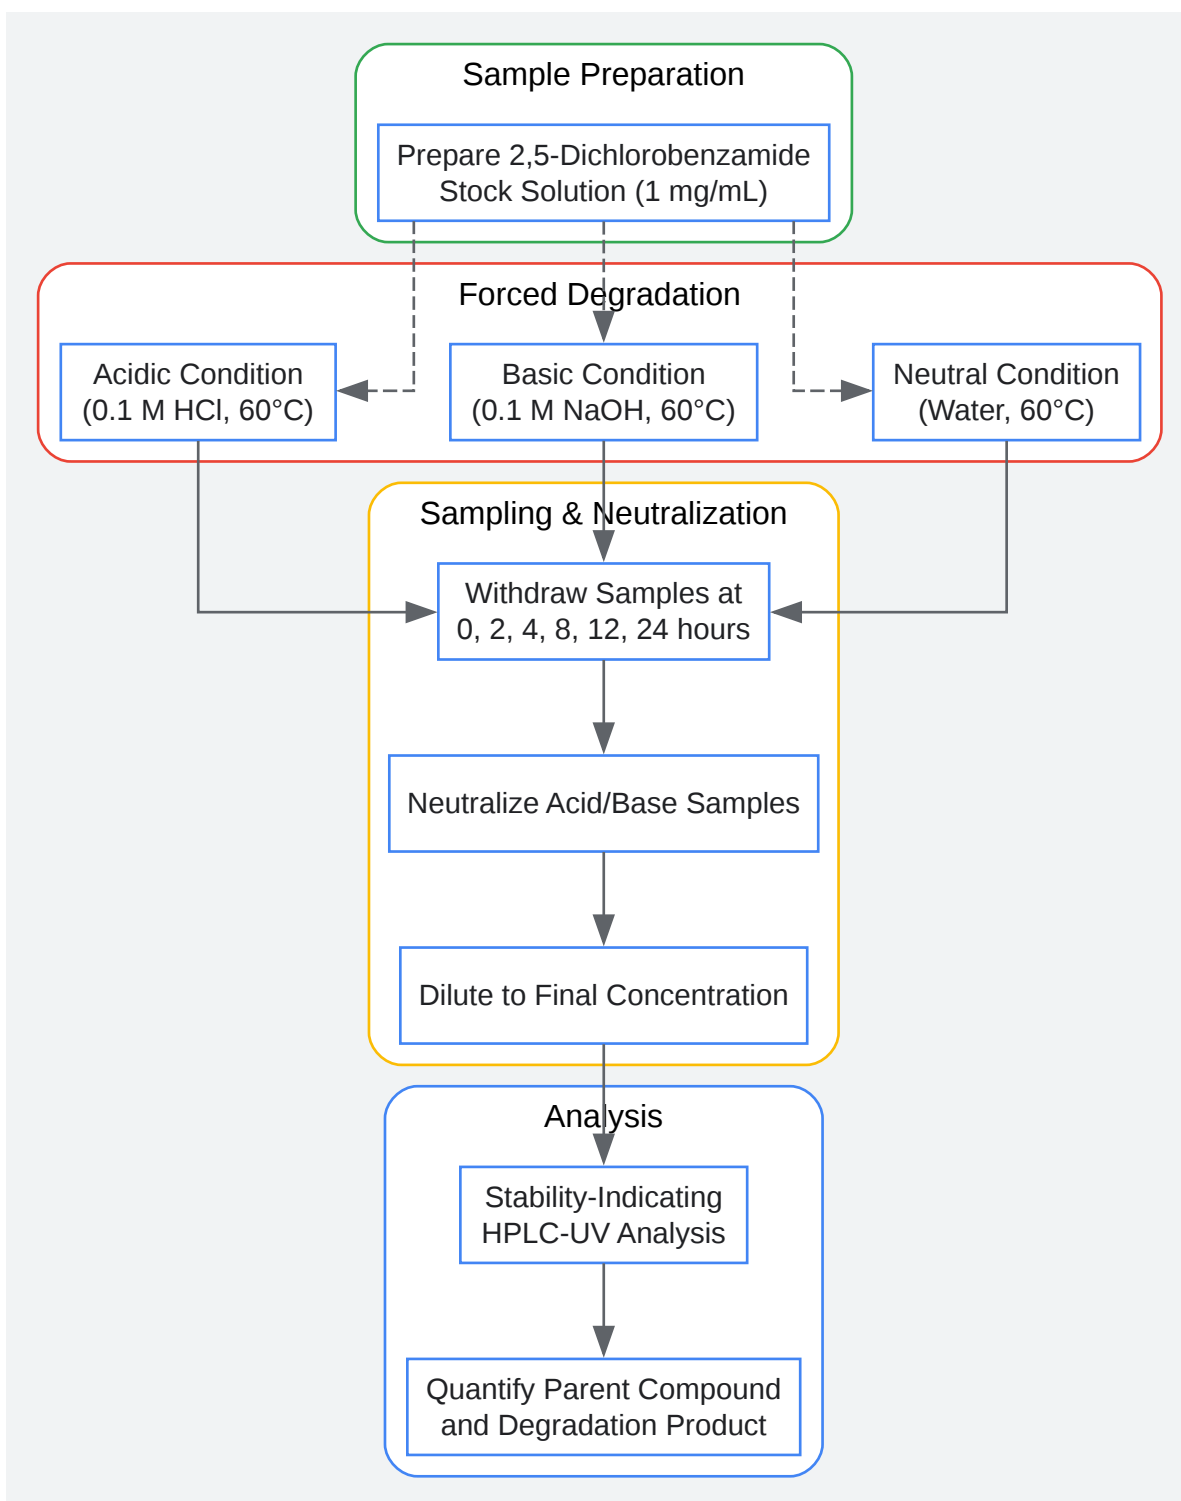 Sample Preparation
Prepare 2,5-Dichlorobenzamide
Stock Solution (1 mg/mL)
Forced Degradation
Acidic Condition
(0.1 M HCl, 60°C)
Basic Condition
(0.1 M NaOH, 60°C)
Neutral Condition
(Water, 60°C)
Sampling & Neutralization
Withdraw Samples at
0, 2, 4, 8, 12, 24 hours
Neutralize Acid/Base Samples
Dilute to Final Concentration
Analysis
Stability-Indicating
HPLC-UV Analysis
Quantify Parent Compound
and Degradation Product